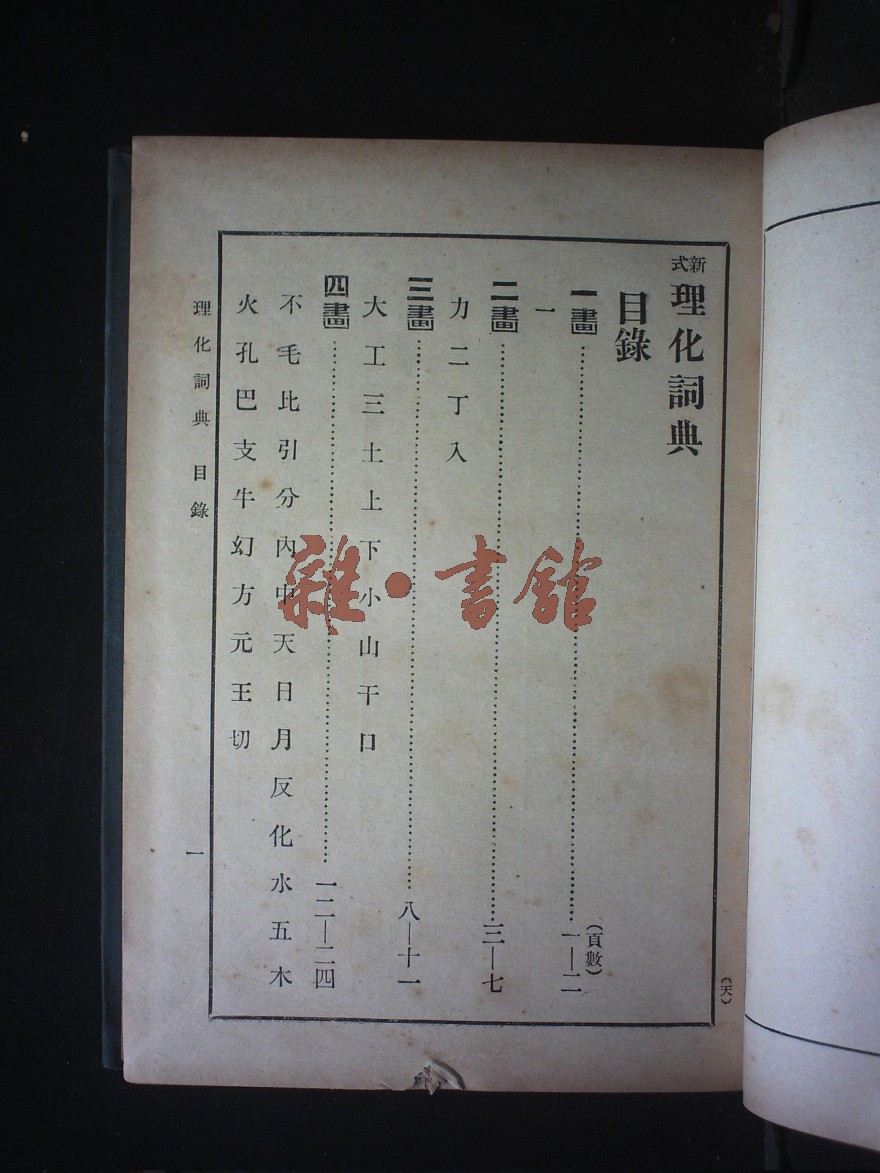 新式
理化詞典
目錄
(頁數)
一畫……一—二
一
二畫……三—七
力二丁入
三畫……八—十一
大工三土上下小山干口
四畫……一二—二四
不毛比引分內中天日月反化水五木
火孔巴支牛幻方元王切
理化詞典 目錄
一
(天)
雜·書館